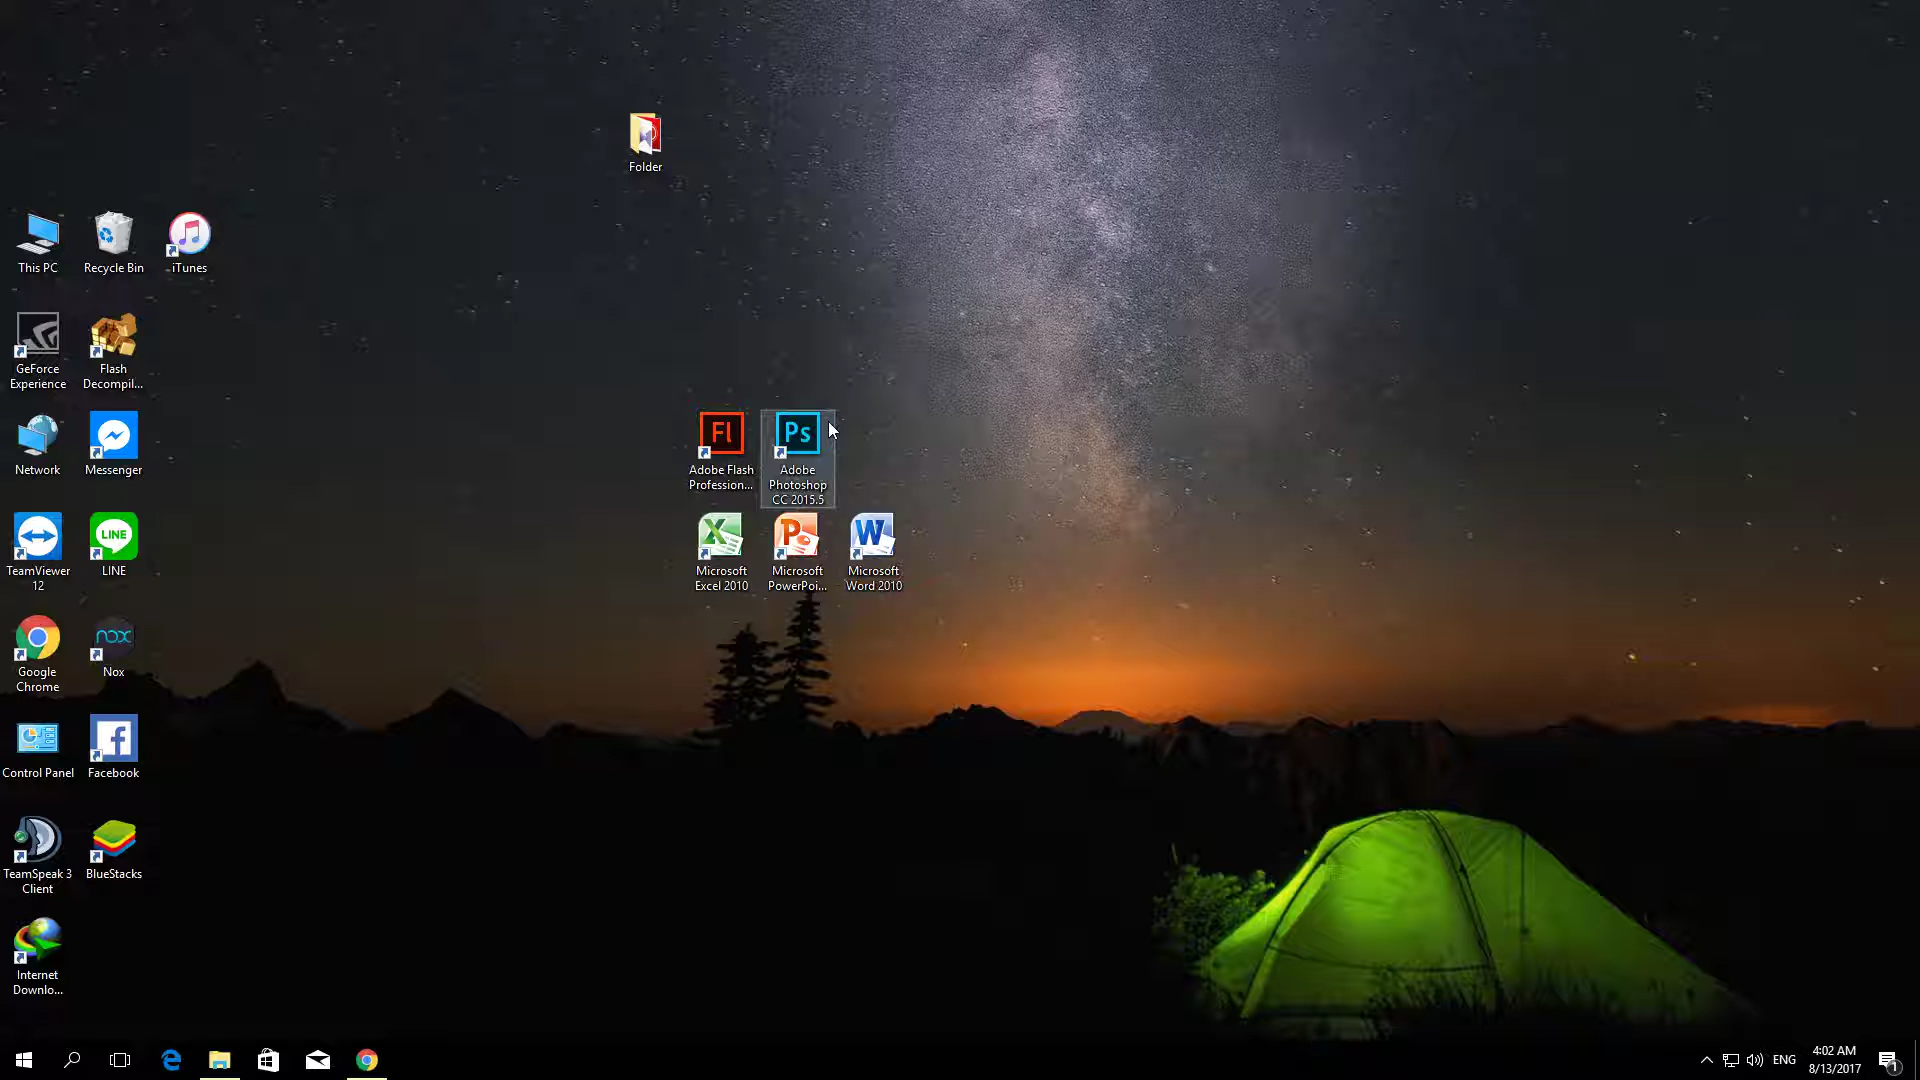 Folder
This PC
Recycle Bin
iTunes
GeForce
Experience
Flash
Decompil...
Fl
Adobe Flash
Profession...
Ps
Adobe
Photoshop
CC 2015.5
Network
Messenger
TeamViewer
12
LINE
LINE
X
Microsoft
Excel 2010
P
Microsoft
PowerPoi...
W
Microsoft
Word 2010
Google
Chrome
nox
Nox
Control Panel
f
Facebook
TeamSpeak 3
Client
BlueStacks
Internet
Downlo...
ENG
4:02 AM
8/13/2017
1